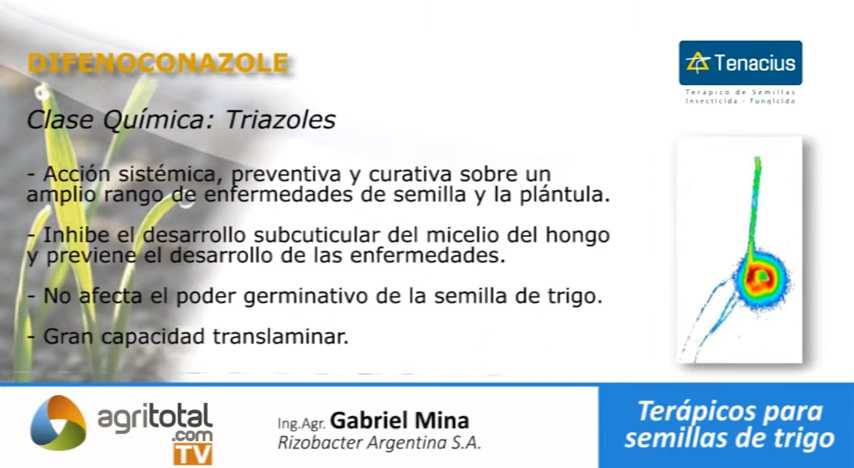 DIFENOCONAZOLE
Tenacius
Terapico de Semillas
Insecticida - Fungicida
Clase Química: Triazoles
- Acción sistémica, preventiva y curativa sobre un
amplio rango de enfermedades de semilla y la plántula.
- Inhibe el desarrollo subcuticular del micelio del hongo
y previene el desarrollo de las enfermedades.
- No afecta el poder germinativo de la semilla de trigo.
- Gran capacidad translaminar.
agritotal
.com
TV
Ing.Agr. Gabriel Mina
Rizobacter Argentina S.A.
Terápicos para
semillas de trigo